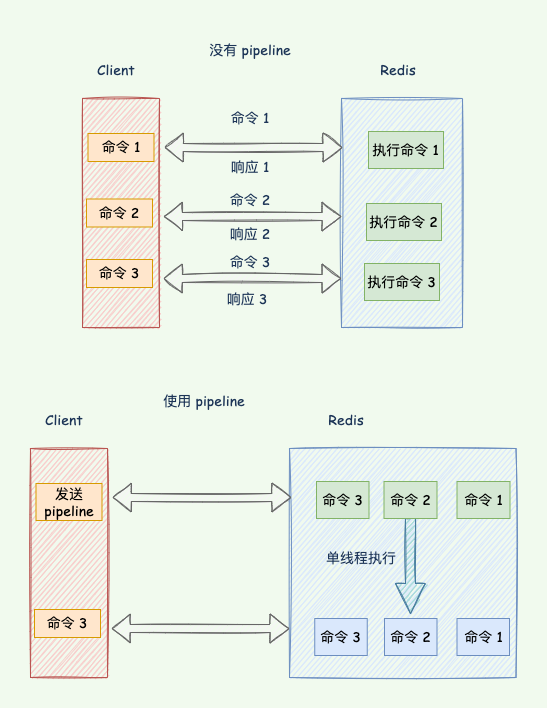 没有 pipeline
Client
Redis
命令 1
命令 1
执行命令 1
响应 1
命令 2
命令 2
执行命令 2
响应 2
命令 3
命令 3
执行命令 3
响应 3
使用 pipeline
Client
Redis
发送
pipeline
命令 3
命令 2
命令 1
单线程执行
命令 3
命令 3
命令 2
命令 1